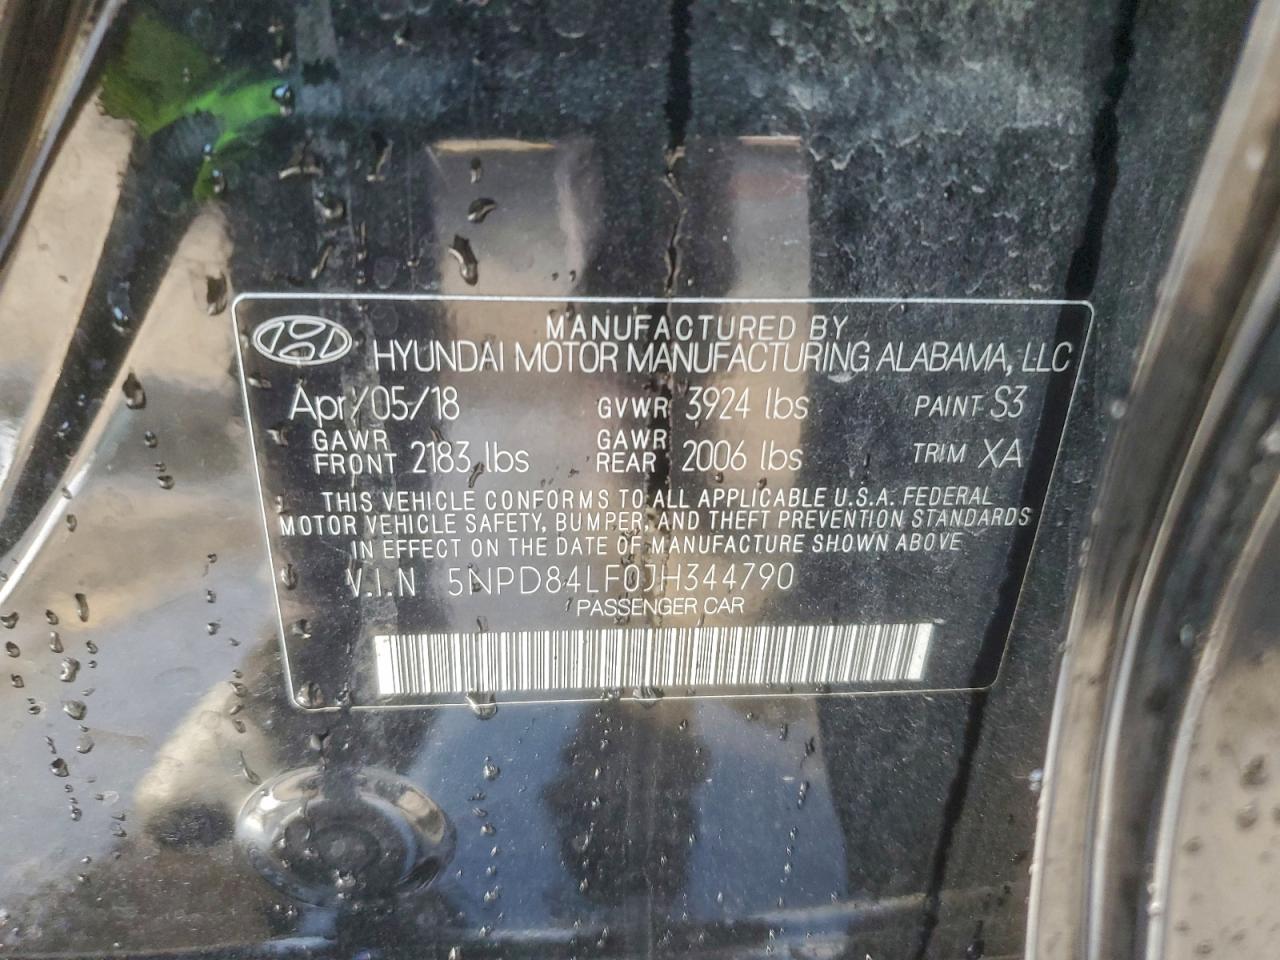 MANUFACTURED BY
HYUNDAI MOTOR MANUFACTURING ALABAMA, LLC
Apr/05/18 GVWR 3924 lbs PAINT S3
GAWR FRONT 2183 lbs GAWR REAR 2006 lbs TRIM XA
THIS VEHICLE CONFORMS TO ALL APPLICABLE U.S.A. FEDERAL
MOTOR VEHICLE SAFETY, BUMPER, AND THEFT PREVENTION STANDARDS
IN EFFECT ON THE DATE OF MANUFACTURE SHOWN ABOVE
V.I.N 5NPD84LF0JH344790
PASSENGER CAR